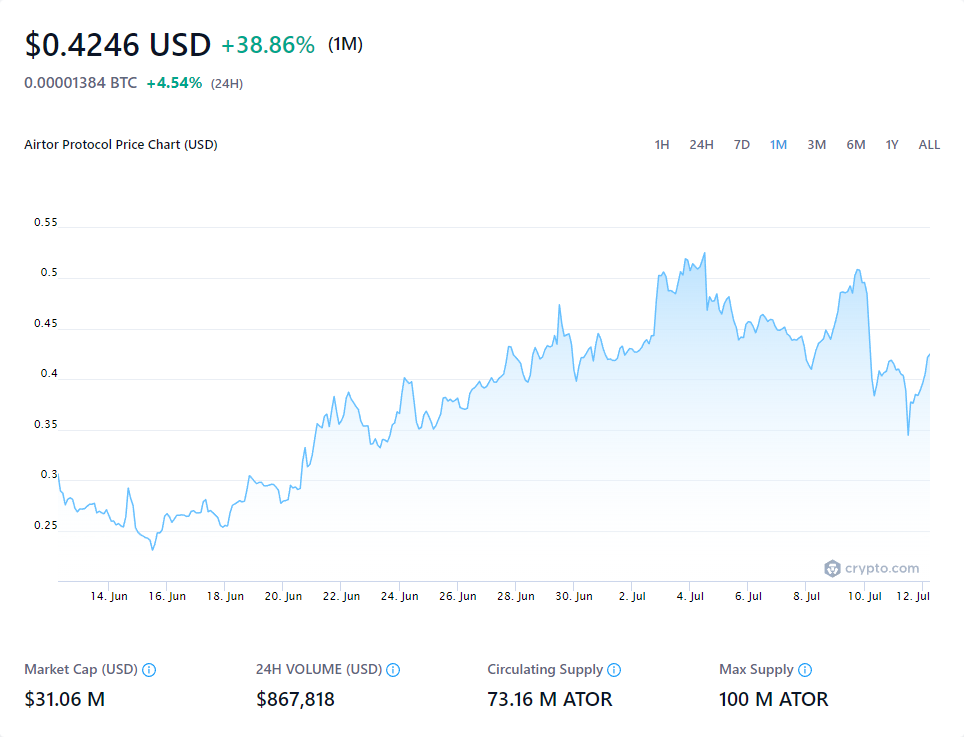 $0.4246 USD +38.86% (1M)
0.00001384 BTC +4.54% (24H)
Airtor Protocol Price Chart (USD) 1H 24H 7D 1M 3M 6M 1Y ALL
0.55
0.5
0.45
0.4
0.35
0.3
0.25
crypto.com
14. Jun 16. Jun 18. Jun 20. Jun 22. Jun 24. Jun 26. Jun 28. Jun 30. Jun 2. Jul 4. Jul 6. Jul 8. Jul 10. Jul 12. Jul
Market Cap (USD) 24H VOLUME (USD) Circulating Supply Max Supply
$31.06 M $867,818 73.16 M ATOR 100 M ATOR